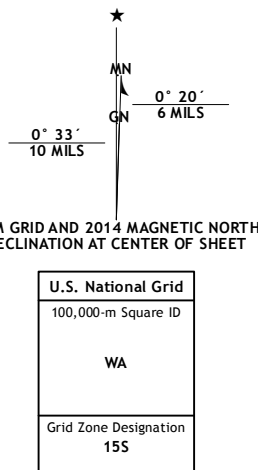 MN
0° 20´
6 MILS
GN
0° 33´
10 MILS
M GRID AND 2014 MAGNETIC NORTH
ECLINATION AT CENTER OF SHEET
U.S. National Grid
100,000-m Square ID
WA
Grid Zone Designation
15S